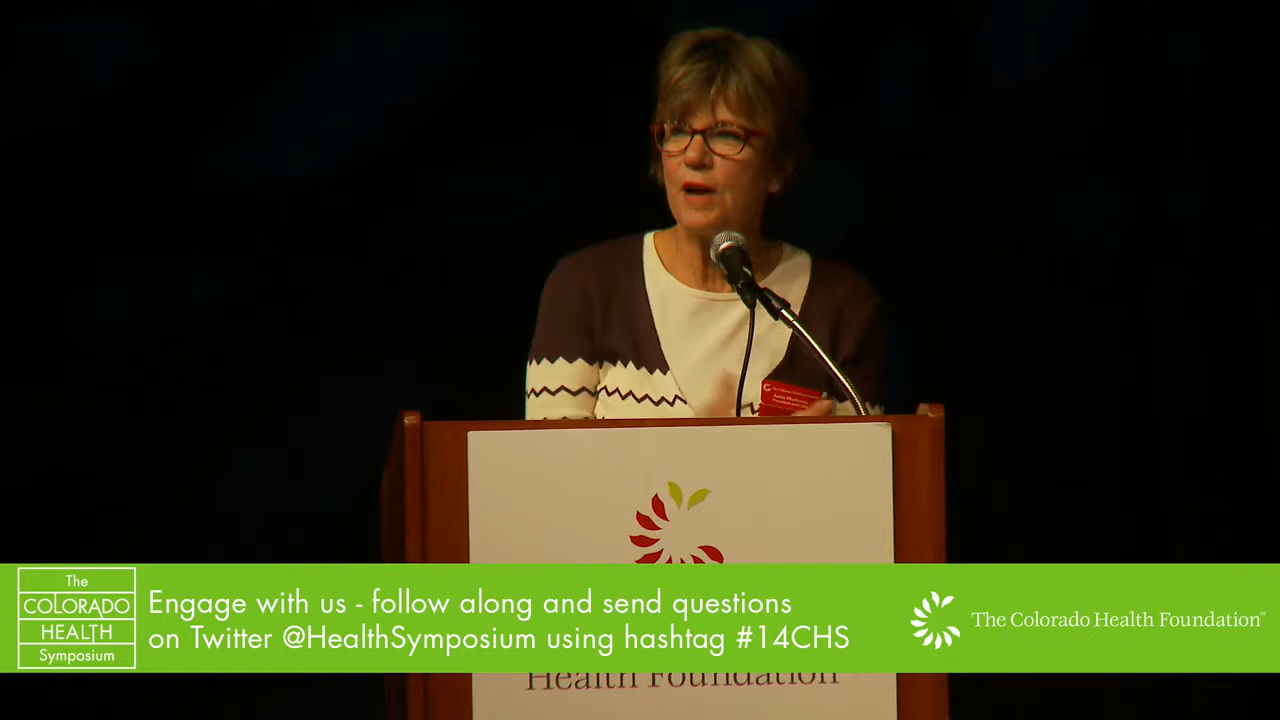 The
COLORADO
HEALTH
Symposium
Engage with us - follow along and send questions
on Twitter @HealthSymposium using hashtag #14CHS
The Colorado Health Foundation™
Health Foundation